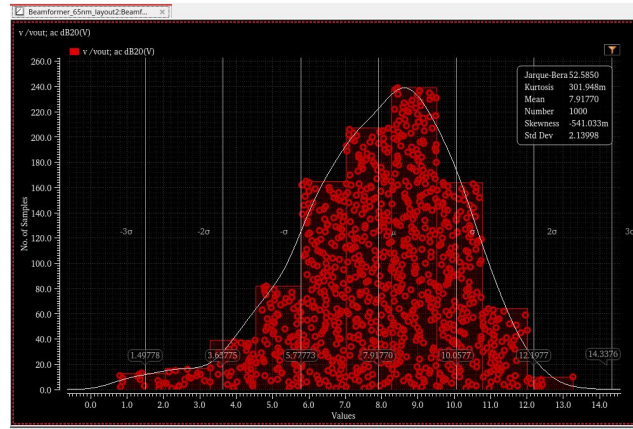 Beamformer_65nm_layout2:Beamf... ×
v /vout; ac dB20(V)
v /vout; ac dB20(V)
Jarque-Bera 52.5850
Kurtosis 301.948m
Mean 7.91770
Number 1000
Skewness -541.033m
Std Dev 2.13998
260.0
240.0
220.0
200.0
180.0
160.0
140.0
120.0
100.0
80.0
60.0
40.0
20.0
0.0
No. of Samples
-3σ -2σ -σ μ σ 2σ 3σ
1.49778 3.63775 5.77773 7.91770 10.0577 12.1977 14.3376
0.0 1.0 2.0 3.0 4.0 5.0 6.0 7.0 8.0 9.0 10.0 11.0 12.0 13.0 14.0
Values